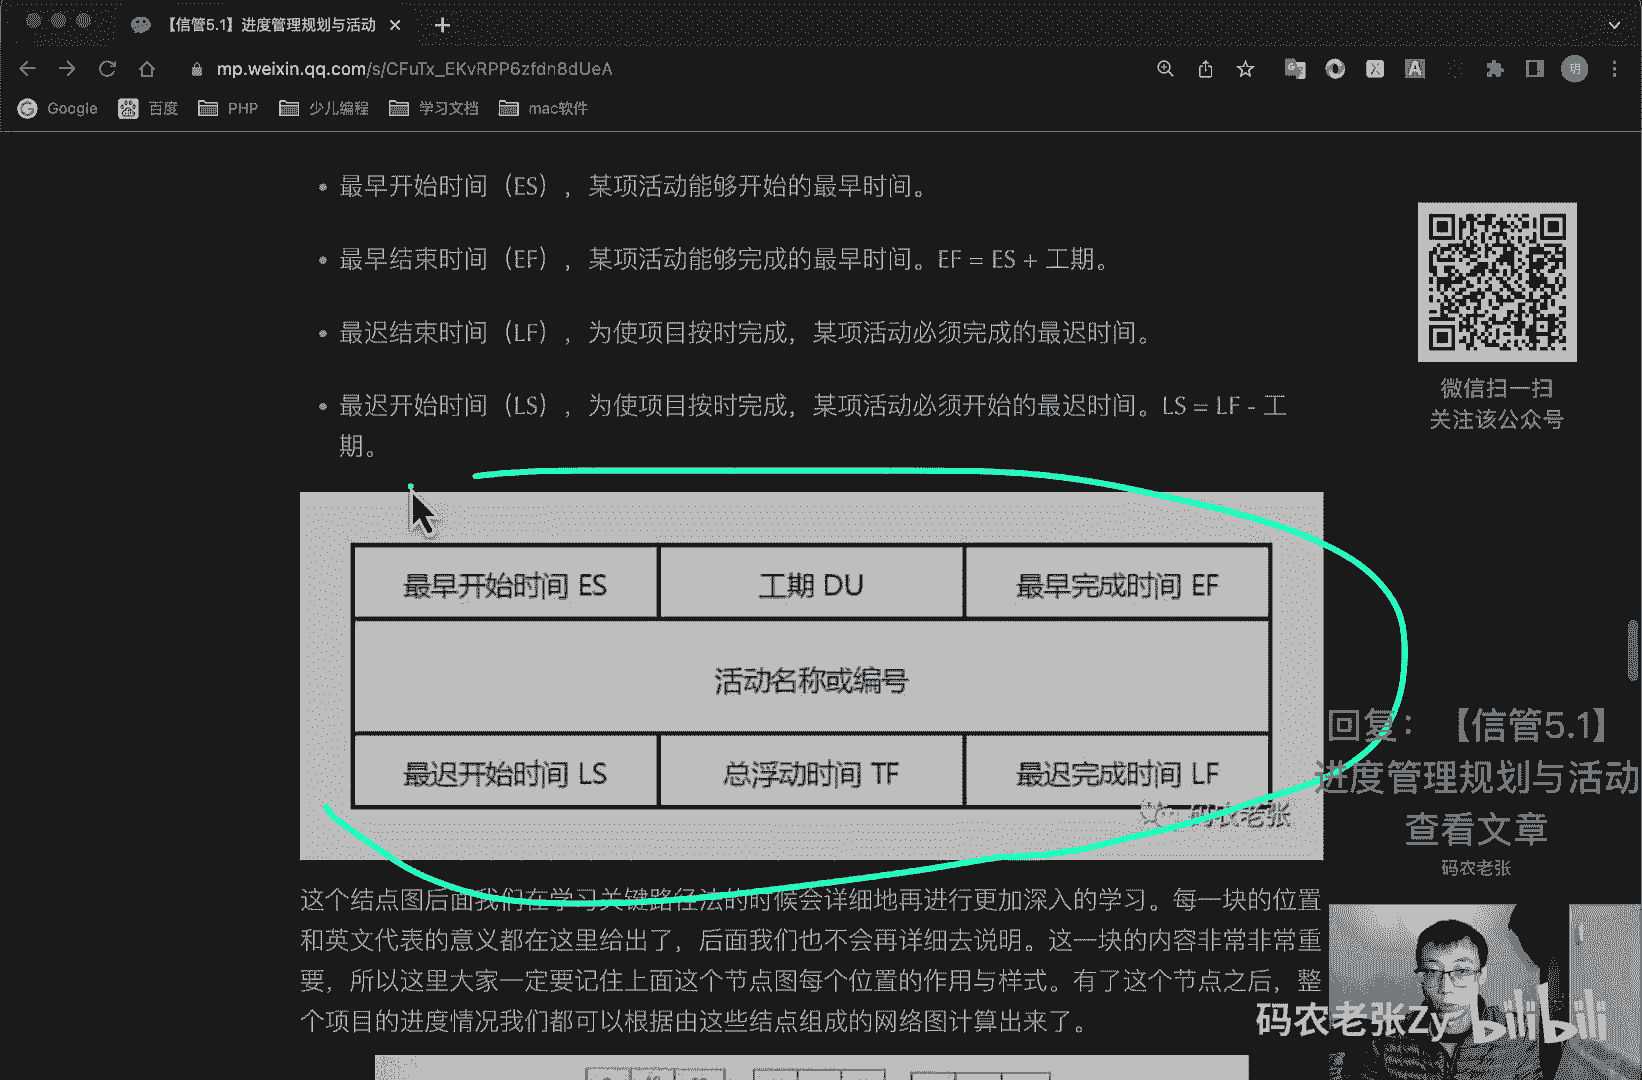 【信管5.1】进度管理规划与活动
mp.weixin.qq.com/s/CFuTx_EKvRPP6zfdn8dUeA
玥
Google 百度 PHP 少儿编程 学习文档 mac软件
• 最早开始时间（ES），某项活动能够开始的最早时间。
• 最早结束时间（EF），某项活动能够完成的最早时间。EF = ES + 工期。
• 最迟结束时间（LF），为使项目按时完成，某项活动必须完成的最迟时间。
• 最迟开始时间（LS），为使项目按时完成，某项活动必须开始的最迟时间。LS = LF - 工
期。
微信扫一扫
关注该公众号
最早开始时间 ES 工期 DU 最早完成时间 EF
活动名称或编号
最迟开始时间 LS 总浮动时间 TF 最迟完成时间 LF
码农老张
回复：【信管5.1】
进度管理规划与活动
查看文章
码农老张
这个结点图后面我们在学习关键路径法的时候会详细地再进行更加深入的学习。每一块的位置
和英文代表的意义都在这里给出了，后面我们也不会再详细去说明。这一块的内容非常非常重
要，所以这里大家一定要记住上面这个节点图每个位置的作用与样式。有了这个节点之后，整
个项目的进度情况我们都可以根据由这些结点组成的网络图计算出来了。
码农老张Zy bilibili